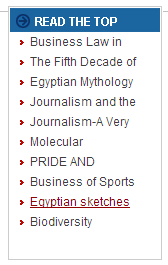 READ THE TOP
Business Law in
The Fifth Decade of
Egyptian Mythology
Journalism and the
Journalism-A Very
Molecular
PRIDE AND
Business of Sports
Egyptian sketches
Biodiversity